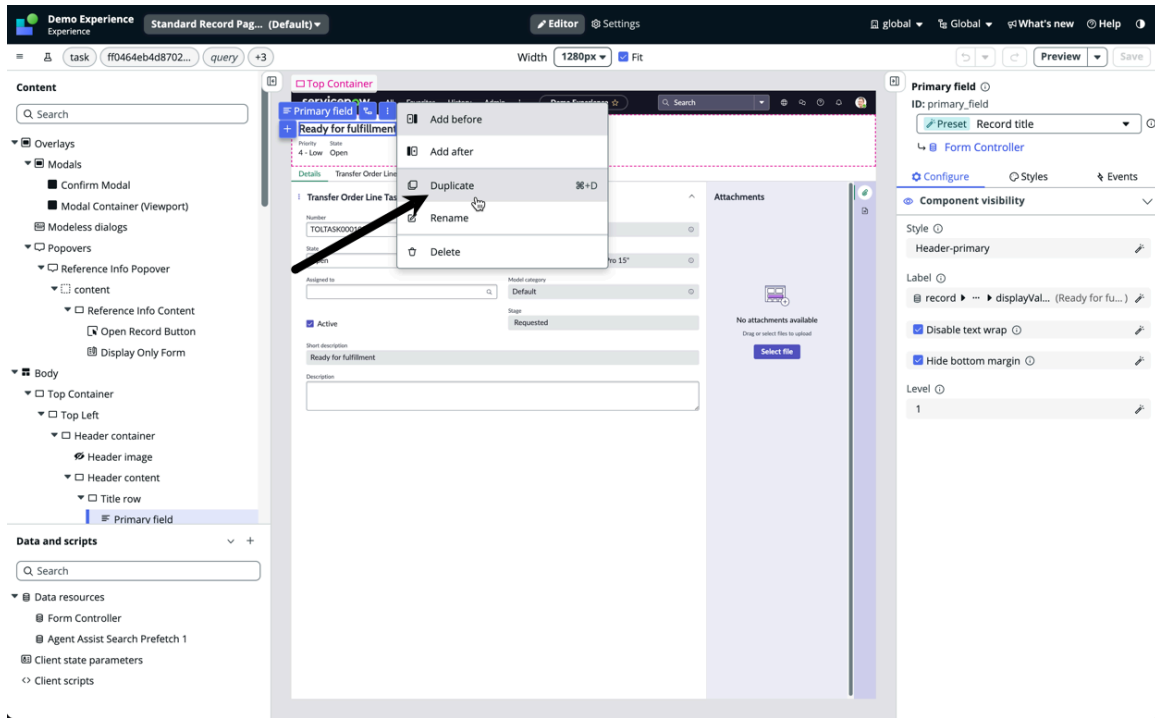 Demo Experience
Experience
Standard Record Pag... (Default)
Editor
Settings
global
Global
What's new
Help
task
ff0464eb4d8702...
query
+3
Width
1280px
Fit
Preview
Save
Content
Search
Overlays
Modals
Confirm Modal
Modal Container (Viewport)
Modeless dialogs
Popovers
Reference Info Popover
content
Reference Info Content
Open Record Button
Display Only Form
Body
Top Container
Top Left
Header container
Header image
Header content
Title row
Primary field
Data and scripts
Search
Data resources
Form Controller
Agent Assist Search Prefetch 1
Client state parameters
Client scripts
Top Container
servicenow
Search
Primary field
Ready for fulfillment
Priority State
4 - Low Open
Details
Transfer Order Line
Transfer Order Line Tas
Number
State
Assigned to
Active
Short description
Ready for fulfillment
Description
Add before
Add after
Duplicate
⌘+D
Rename
Delete
Pro 15"
Model category
Default
Stage
Requested
Attachments
No attachments available
Drag or select files to upload
Select file
Primary field
ID: primary_field
Preset Record title
Form Controller
Configure
Styles
Events
Component visibility
Style
Header-primary
Label
record ▸ ··· ▸ displayVal... (Ready for fu... )
Disable text wrap
Hide bottom margin
Level
1